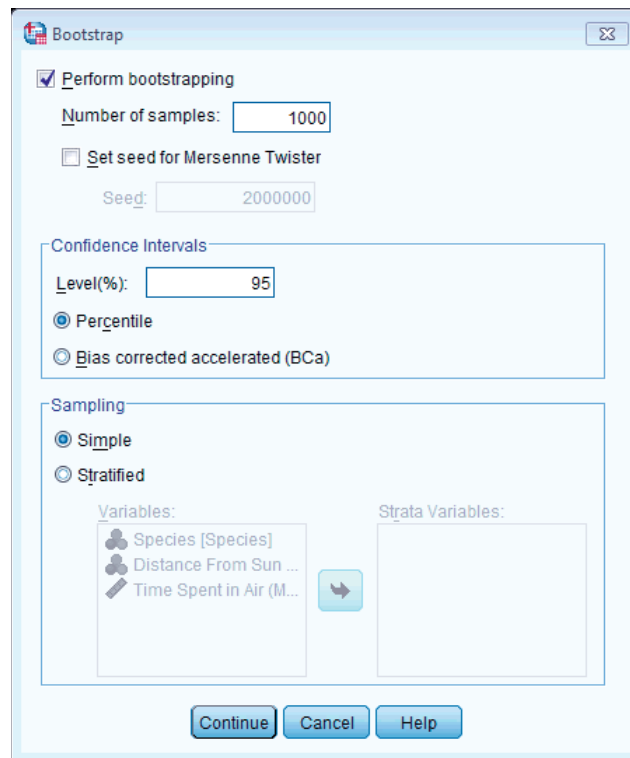 Bootstrap
Perform bootstrapping
Number of samples: 1000
Set seed for Mersenne Twister
Seed: 2000000
Confidence Intervals
Level(%): 95
Percentile
Bias corrected accelerated (BCa)
Sampling
Simple
Stratified
Variables: Strata Variables:
Species [Species]
Distance From Sun ...
Time Spent in Air (M...
Continue Cancel Help